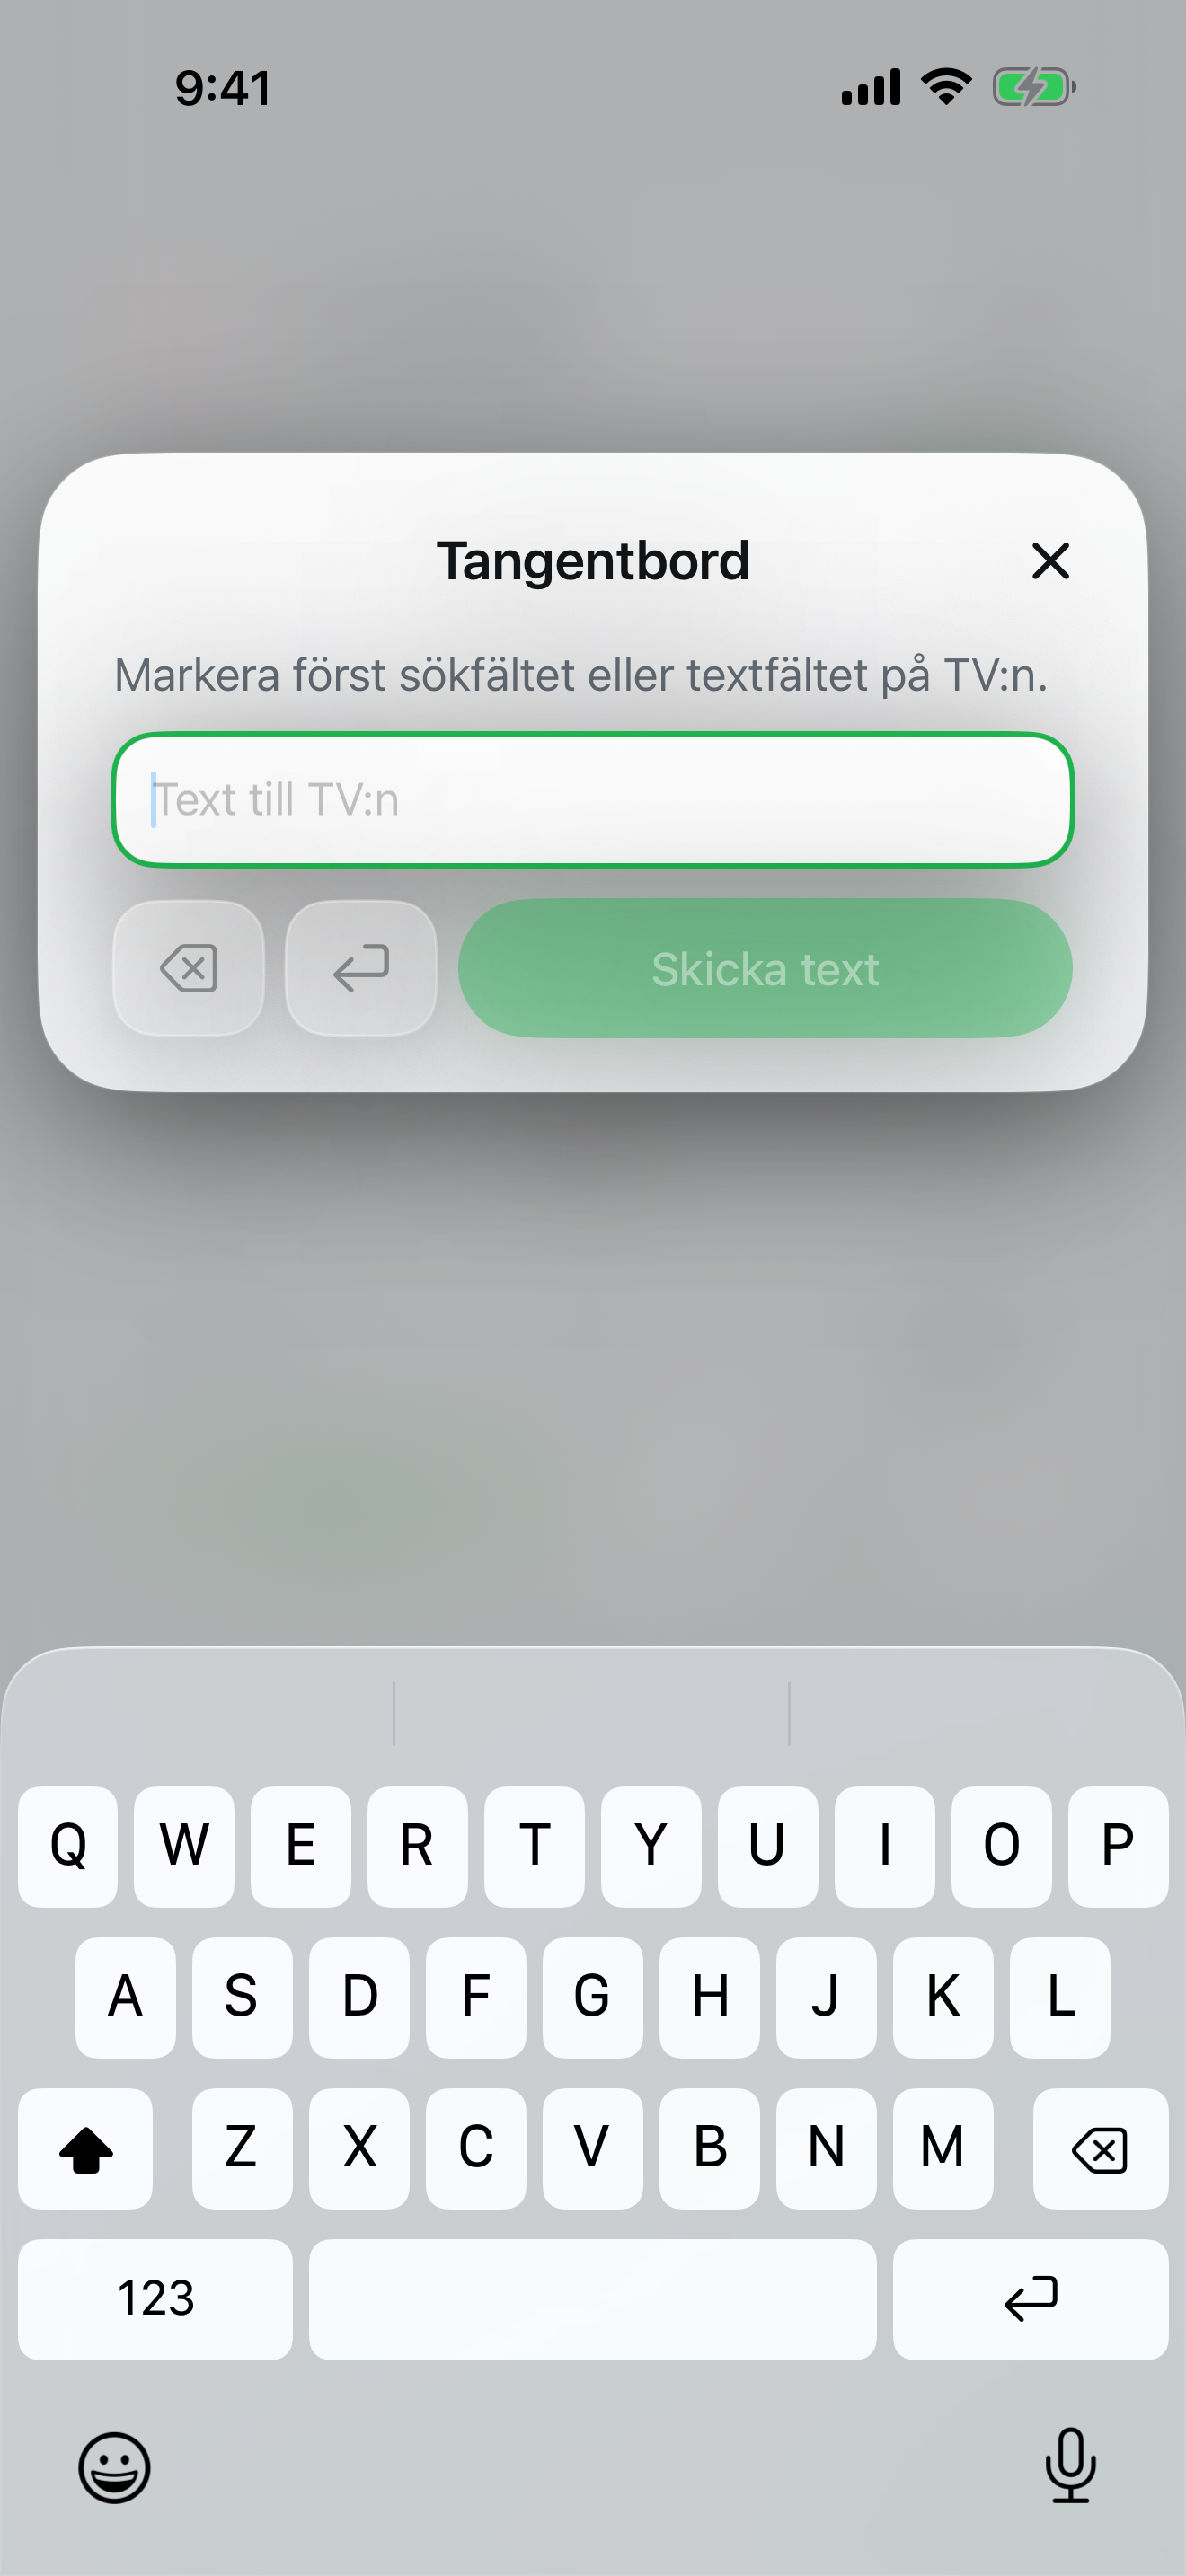 9:41
Tangentbord
Markera först sökfältet eller textfältet på TV:n.
Text till TV:n
Skicka text
Q W E R T Y U I O P
A S D F G H J K L
Z X C V B N M
123